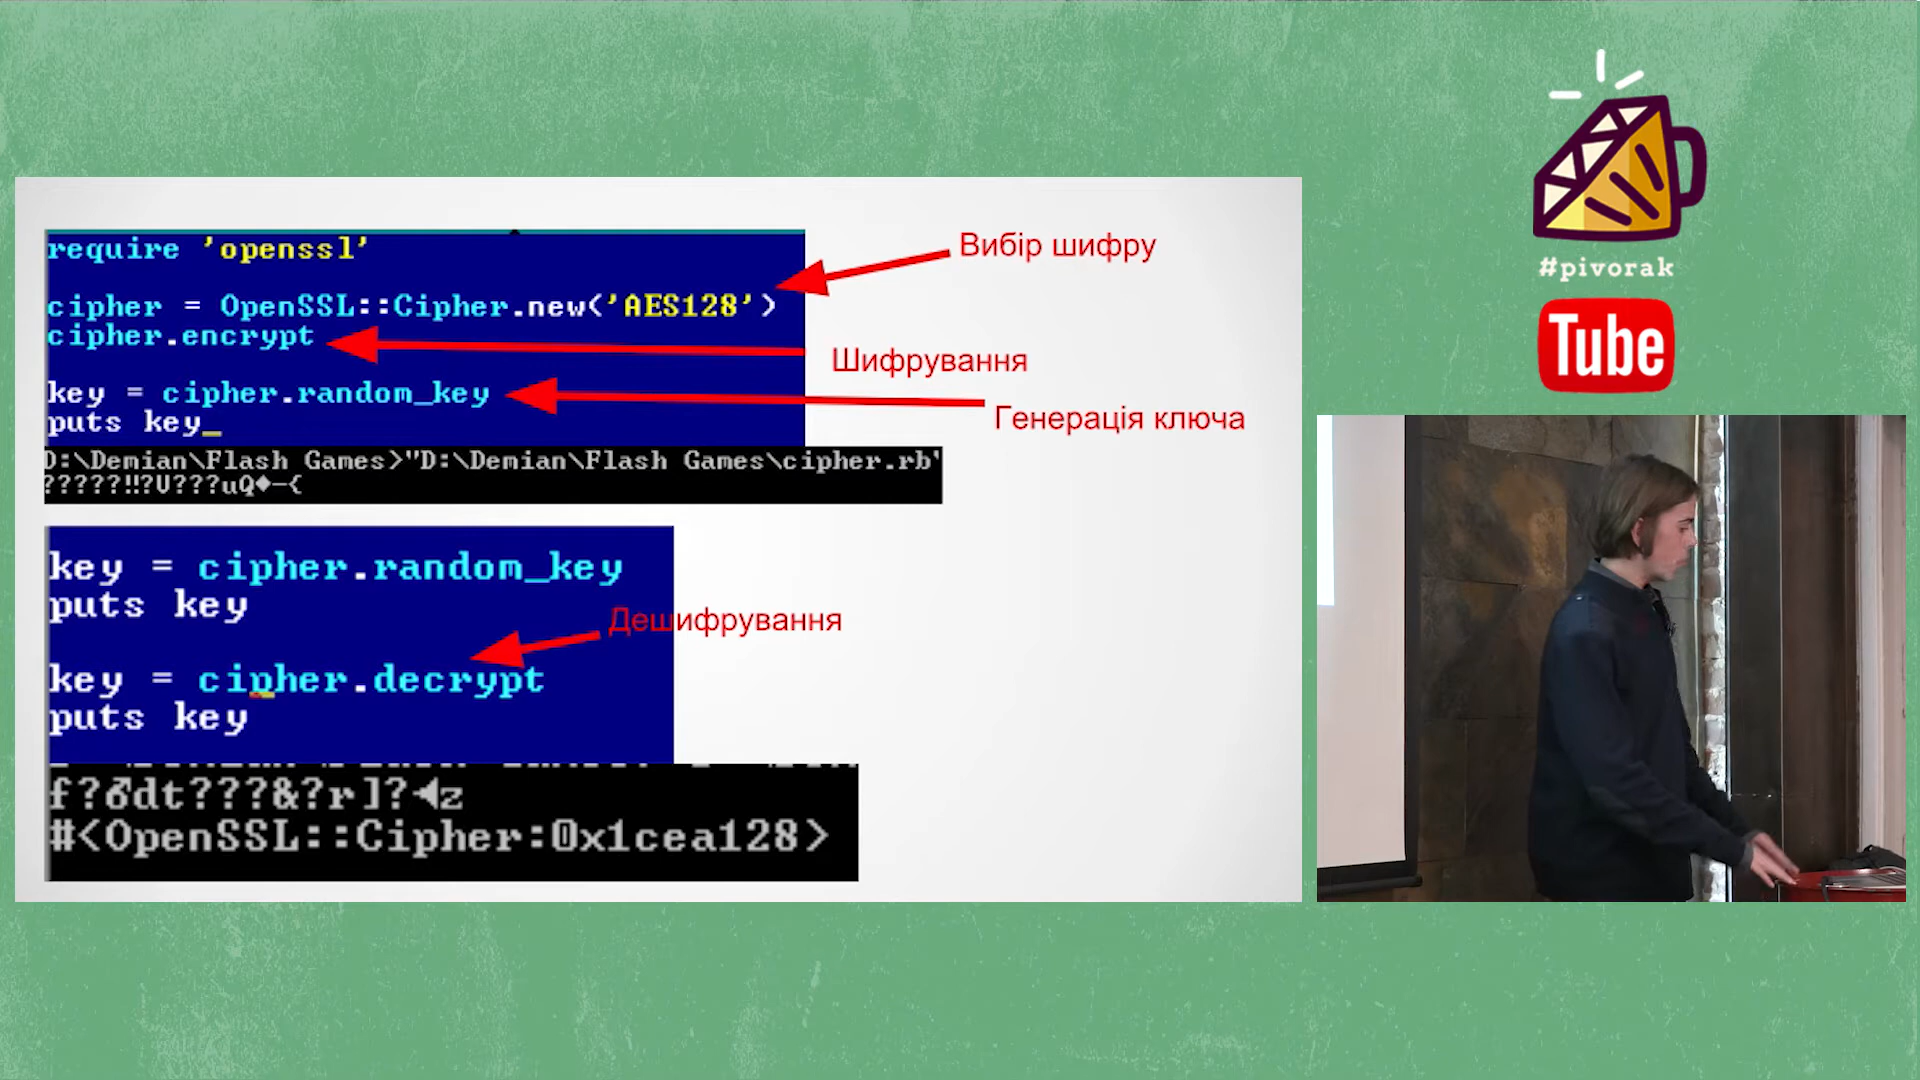 require 'openssl'
cipher = OpenSSL::Cipher.new('AES128')
cipher.encrypt
key = cipher.random_key
puts key_
Вибір шифру
Шифрування
Генерація ключа
D:\Demian\Flash Games>"D:\Demian\Flash Games\cipher.rb"
?????‼?U???uQ♦—{
key = cipher.random_key
puts key
key = cipher.decrypt
puts key
Дешифрування
f?♂dt???&?r]?◄z
#<OpenSSL::Cipher:0x1cea128>
#pivorak
Tube